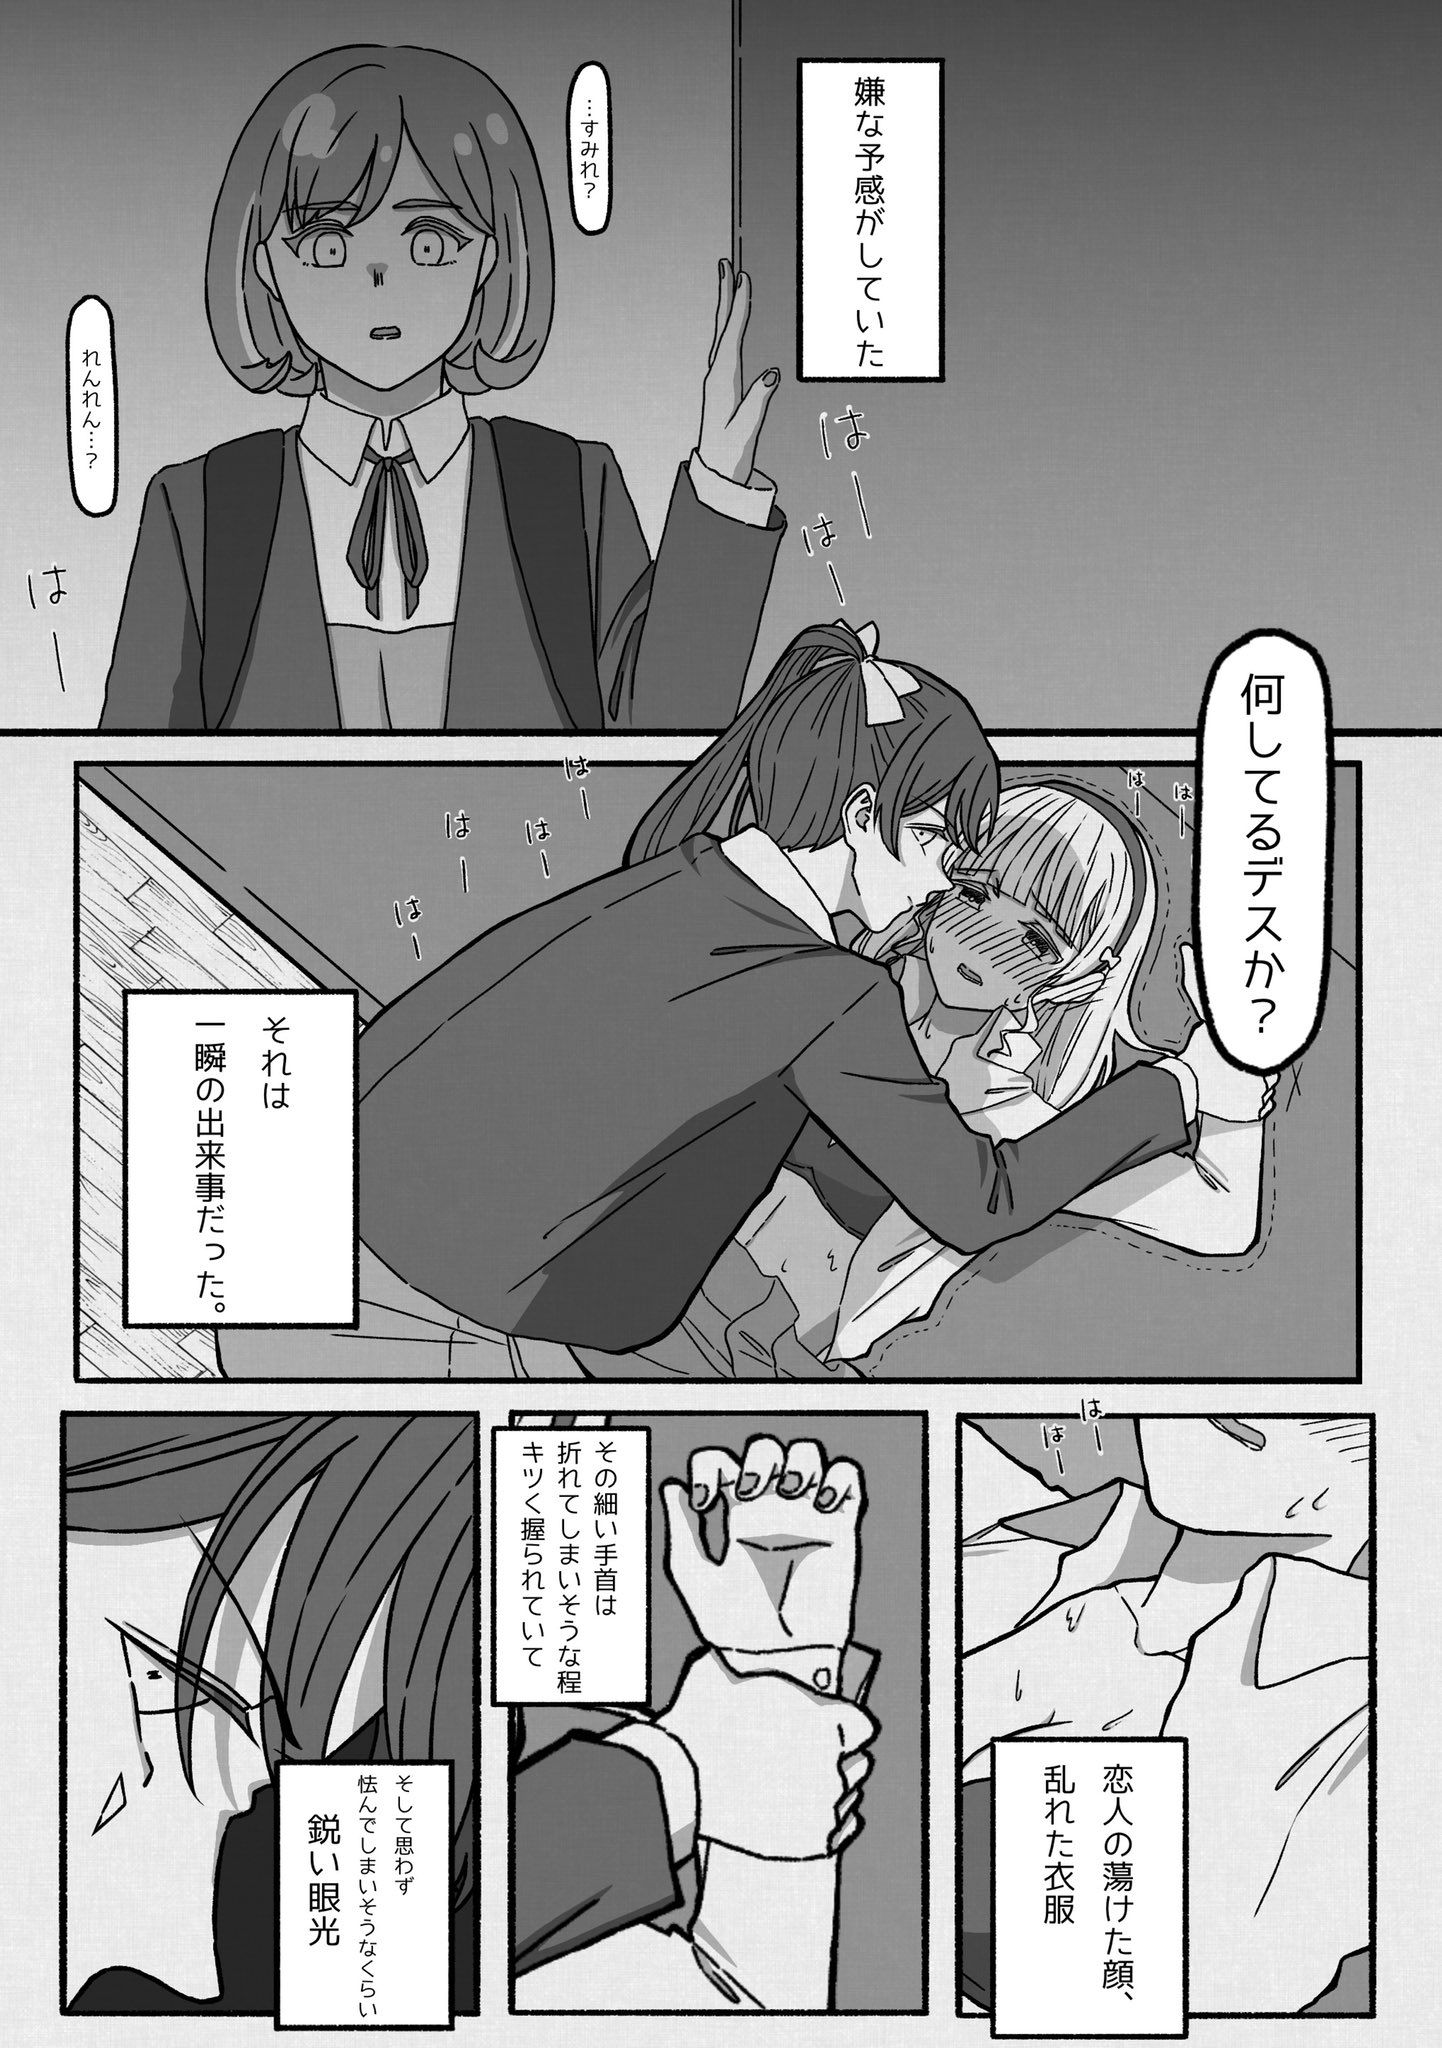 嫌な予感がしていた
…すみれ？
れんれん…？
はー
はー
はー
何してるデスか？
はー
はー
はー
はー
はー
はー
それは
一瞬の出来事だった。
はー
はー
恋人の蕩けた顔、
乱れた衣服
その細い手首は
折れてしまいそうな程
キツく握られていて
そして思わず
怯んでしまいそうなくらい
鋭い眼光